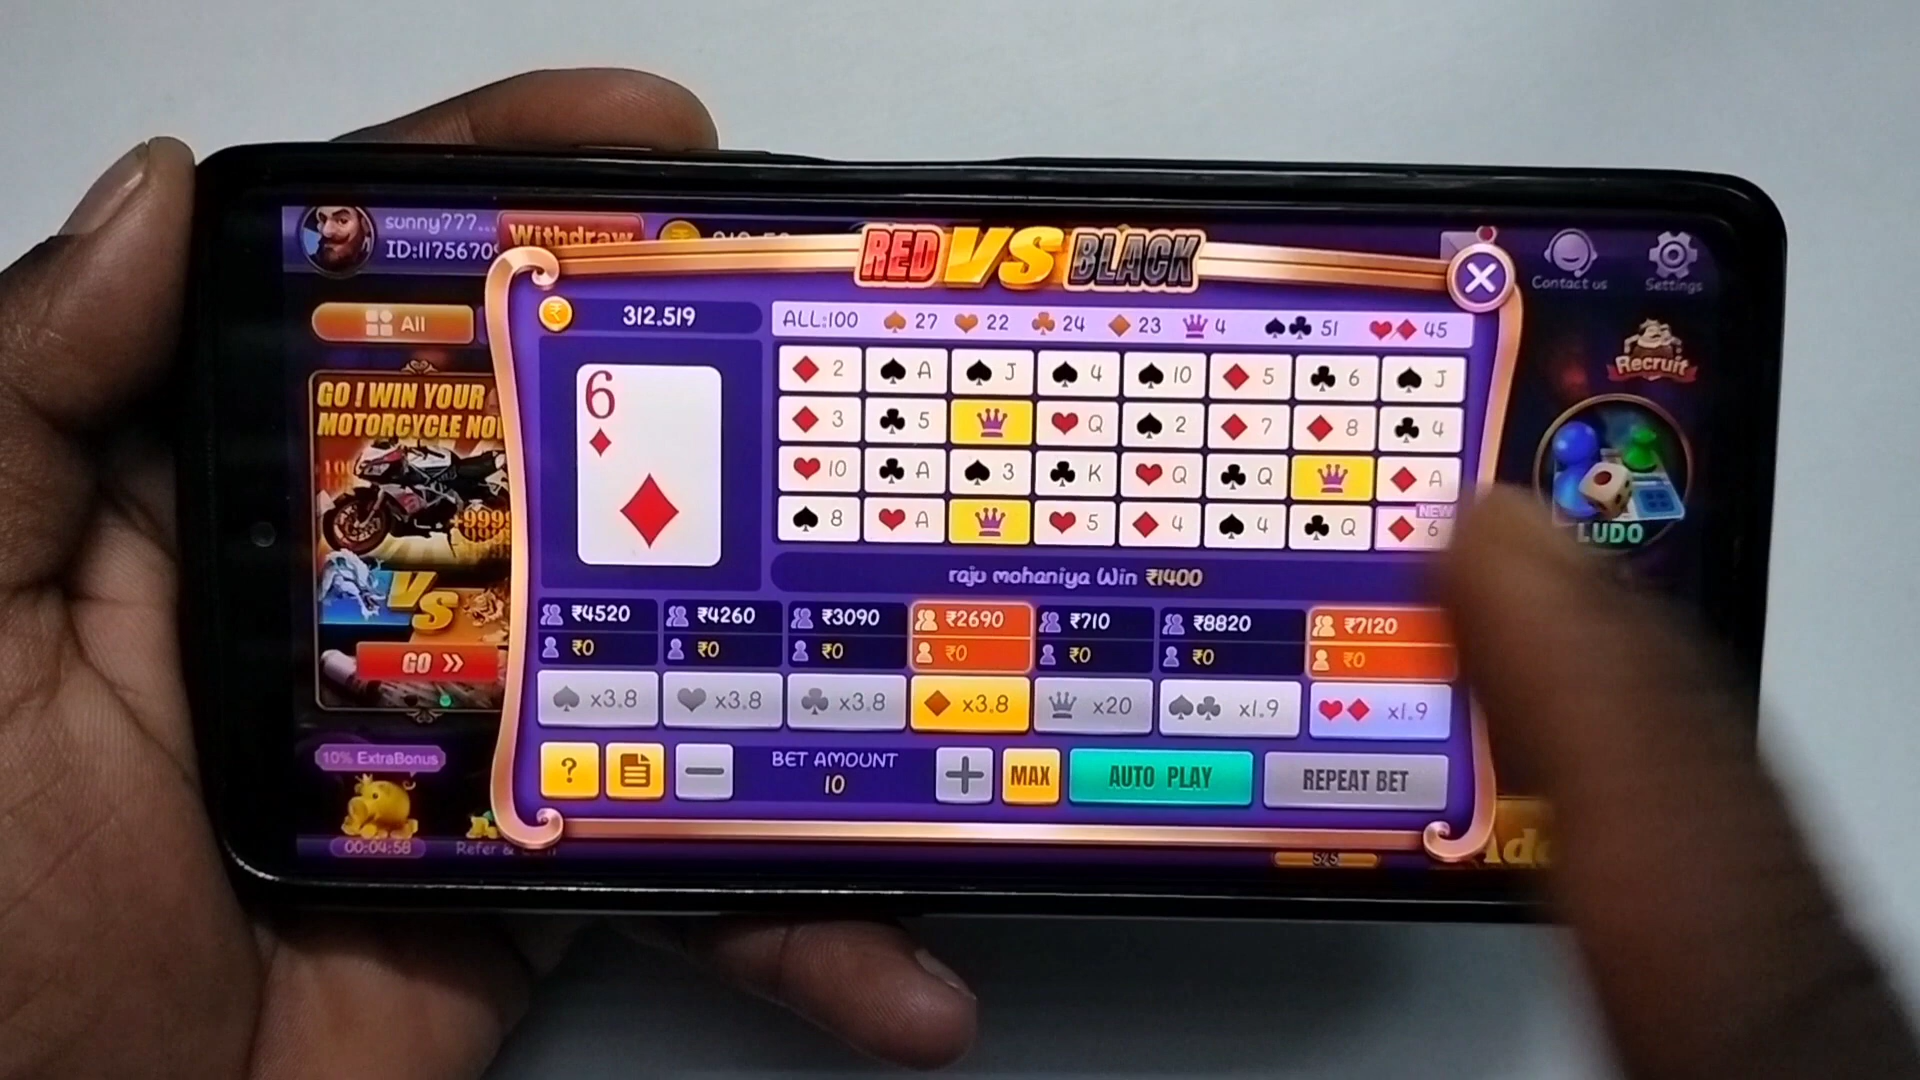 sunny777...
ID:1175670
Withdraw
RED VS BLACK
Contact us
Settings
All
312.519
ALL:100 27 22 24 23 4 51 45
Recruit
GO ! WIN YOUR
MOTORCYCLE
6
2 A J 4 10 5 6 J
3 5 Q 2 7 8 4
10 A 3 K Q Q A
NEW
8 A 5 4 4 Q 6
LUDO
VS
GO
raju mohaniya Win ₹1400
₹4520 ₹4260 ₹3090 ₹2690 ₹710 ₹8820 ₹7120
₹0 ₹0 ₹0 ₹0 ₹0 ₹0 ₹0
x3.8 x3.8 x3.8 x3.8 x20 x1.9 x1.9
10% ExtraBonus
?
BET AMOUNT
10
MAX
AUTO PLAY
REPEAT BET
00:04:58
Refer &